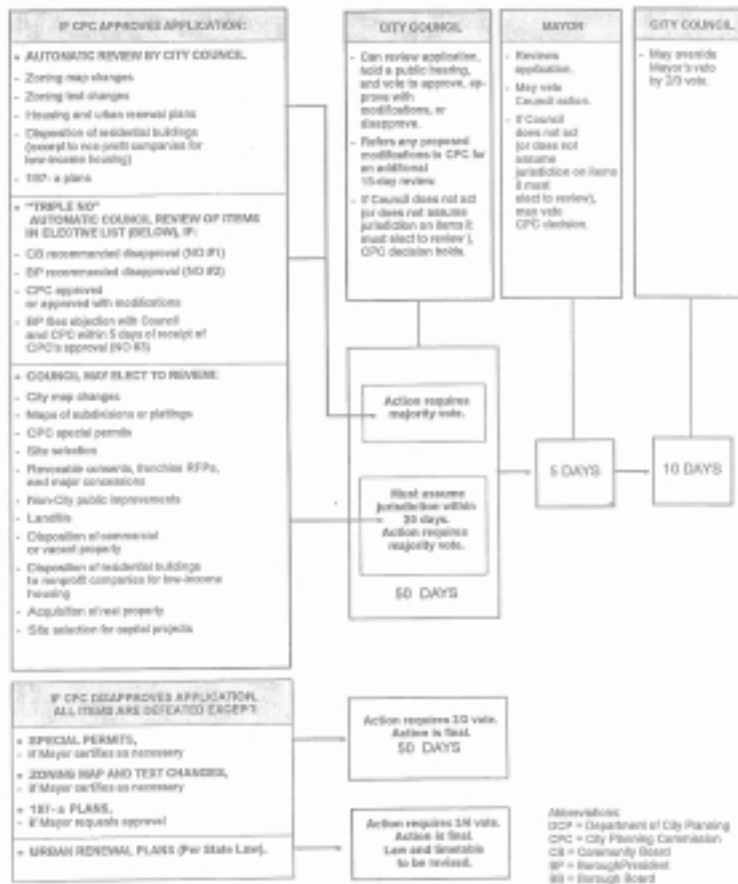 IF CPC APPROVES APPLICATION:
• AUTOMATIC REVIEW BY CITY COUNCIL
- Zoning map changes
- Zoning text changes
- Housing and urban renewal plans
- Disposition of residential buildings
(except to non-profit companies for
low-income housing)
- 197-a plans
• "TRIPLE NO"
AUTOMATIC COUNCIL REVIEW OF ITEMS
IN ELECTIVE LIST (BELOW), IF:
- CB recommended disapproval (NO #1)
- BP recommended disapproval (NO #2)
- CPC approved
or approved with modifications
- BP files objection with Council
and CPC within 5 days of receipt of
CPC's approval (NO #3)
• COUNCIL MAY ELECT TO REVIEW:
- City map changes
- Maps of subdivisions or plattings
- CPC special permits
- Site selection
- Revocable consents, franchise RFPs,
and major concessions
- Non-City public improvements
- Landfills
- Disposition of commercial
or vacant property
- Disposition of residential buildings
to nonprofit companies for low-income
housing
- Acquisition of real property
- Site selection for capital projects
CITY COUNCIL
- Can review application,
hold a public hearing,
and vote to approve, ap-
prove with
modifications, or
disapprove.
- Refers any proposed
modifications to CPC for
an additional
15-day review.
- If Council does not act
(or does not assume
jurisdiction on items it
must elect to review),
CPC decision holds.
MAYOR
- Reviews
application.
- May veto
Council action.
- If Council
does not act
(or does not
assume
jurisdiction on items
it must
elect to review),
may veto
CPC decision.
CITY COUNCIL
- May override
Mayor's veto
by 2/3 vote.
Action requires
majority vote.
Must assume
jurisdiction within
20 days.
Action requires
majority vote.
50 DAYS
5 DAYS
10 DAYS
IF CPC DISAPPROVES APPLICATION,
ALL ITEMS ARE DEFEATED EXCEPT:
• SPECIAL PERMITS,
- if Mayor certifies as necessary
• ZONING MAP AND TEXT CHANGES,
- if Mayor certifies as necessary
• 197-a PLANS,
- if Mayor requests approval
• URBAN RENEWAL PLANS (Per State Law).
Action requires 2/3 vote.
Action is final.
50 DAYS
Action requires 3/4 vote.
Action is final.
Law and timetable
to be revised.
Abbreviations:
DCP = Department of City Planning
CPC = City Planning Commission
CB = Community Board
BP = Borough President
BB = Borough Board